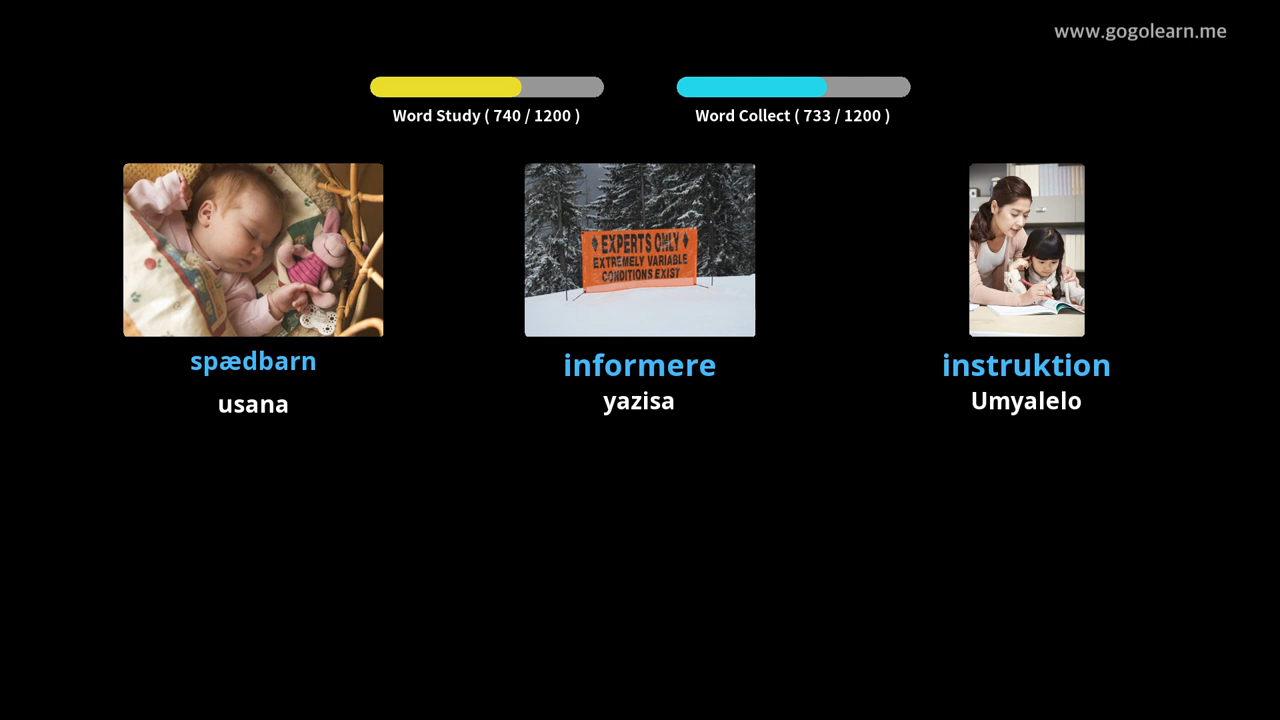 www.gogolearn.me
Word Study ( 740 / 1200 )
Word Collect ( 733 / 1200 )
EXPERTS ONLY
EXTREMELY VARIABLE
CONDITIONS EXIST
spædbarn
usana
informere
yazisa
instruktion
Umyalelo